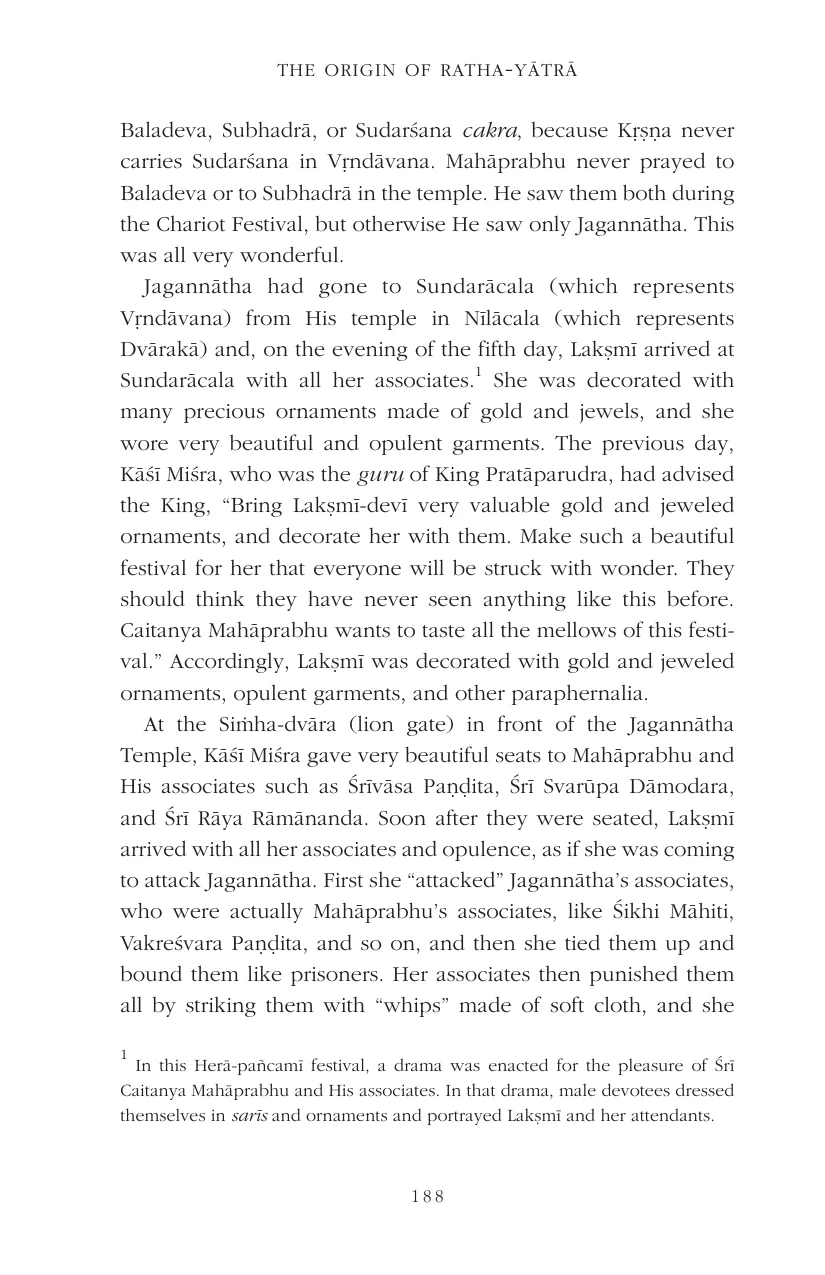 THE ORIGIN OF RATHA-YĀTRĀ
Baladeva, Subhadrā, or Sudarśana cakra, because Kṛṣṇa never
carries Sudarśana in Vṛndāvana. Mahāprabhu never prayed to
Baladeva or to Subhadrā in the temple. He saw them both during
the Chariot Festival, but otherwise He saw only Jagannātha. This
was all very wonderful.
Jagannātha had gone to Sundarācala (which represents
Vṛndāvana) from His temple in Nīlācala (which represents
Dvārakā) and, on the evening of the fifth day, Lakṣmī arrived at
Sundarācala with all her associates.¹ She was decorated with
many precious ornaments made of gold and jewels, and she
wore very beautiful and opulent garments. The previous day,
Kāśī Miśra, who was the guru of King Pratāparudra, had advised
the King, “Bring Lakṣmī-devī very valuable gold and jeweled
ornaments, and decorate her with them. Make such a beautiful
festival for her that everyone will be struck with wonder. They
should think they have never seen anything like this before.
Caitanya Mahāprabhu wants to taste all the mellows of this festi-
val.” Accordingly, Lakṣmī was decorated with gold and jeweled
ornaments, opulent garments, and other paraphernalia.
At the Siṁha-dvāra (lion gate) in front of the Jagannātha
Temple, Kāśī Miśra gave very beautiful seats to Mahāprabhu and
His associates such as Śrīvāsa Paṇḍita, Śrī Svarūpa Dāmodara,
and Śrī Rāya Rāmānanda. Soon after they were seated, Lakṣmī
arrived with all her associates and opulence, as if she was coming
to attack Jagannātha. First she “attacked” Jagannātha’s associates,
who were actually Mahāprabhu’s associates, like Śikhi Māhiti,
Vakreśvara Paṇḍita, and so on, and then she tied them up and
bound them like prisoners. Her associates then punished them
all by striking them with “whips” made of soft cloth, and she
¹ In this Herā-pañcamī festival, a drama was enacted for the pleasure of Śrī
Caitanya Mahāprabhu and His associates. In that drama, male devotees dressed
themselves in sarīs and ornaments and portrayed Lakṣmī and her attendants.
188